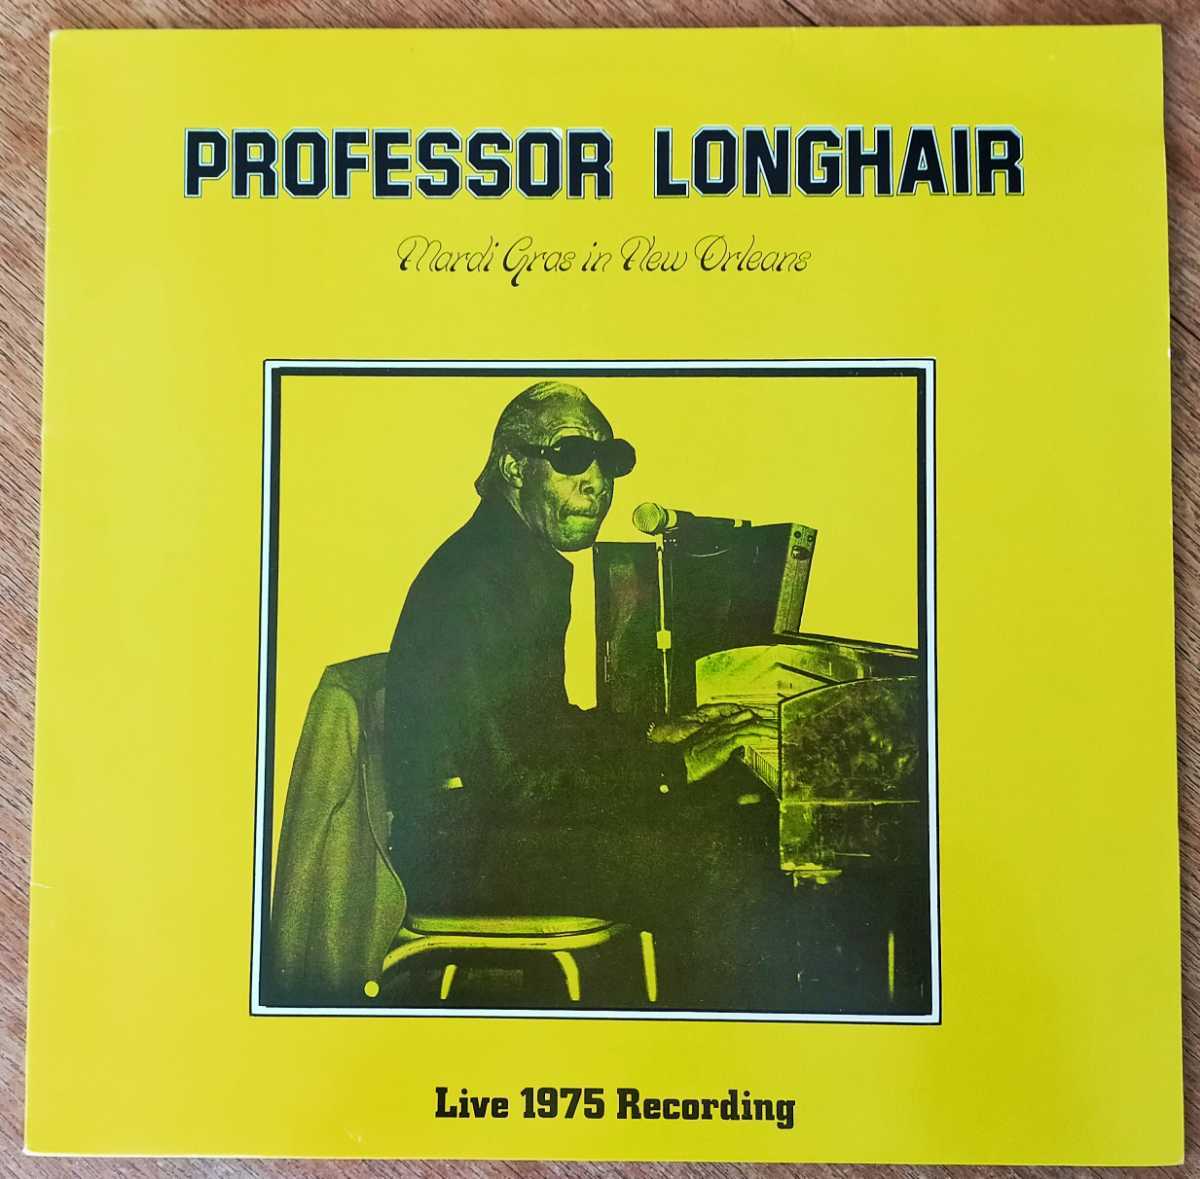 PROFESSOR LONGHAIR
Mardi Gras in New Orleans
Live 1975 Recording